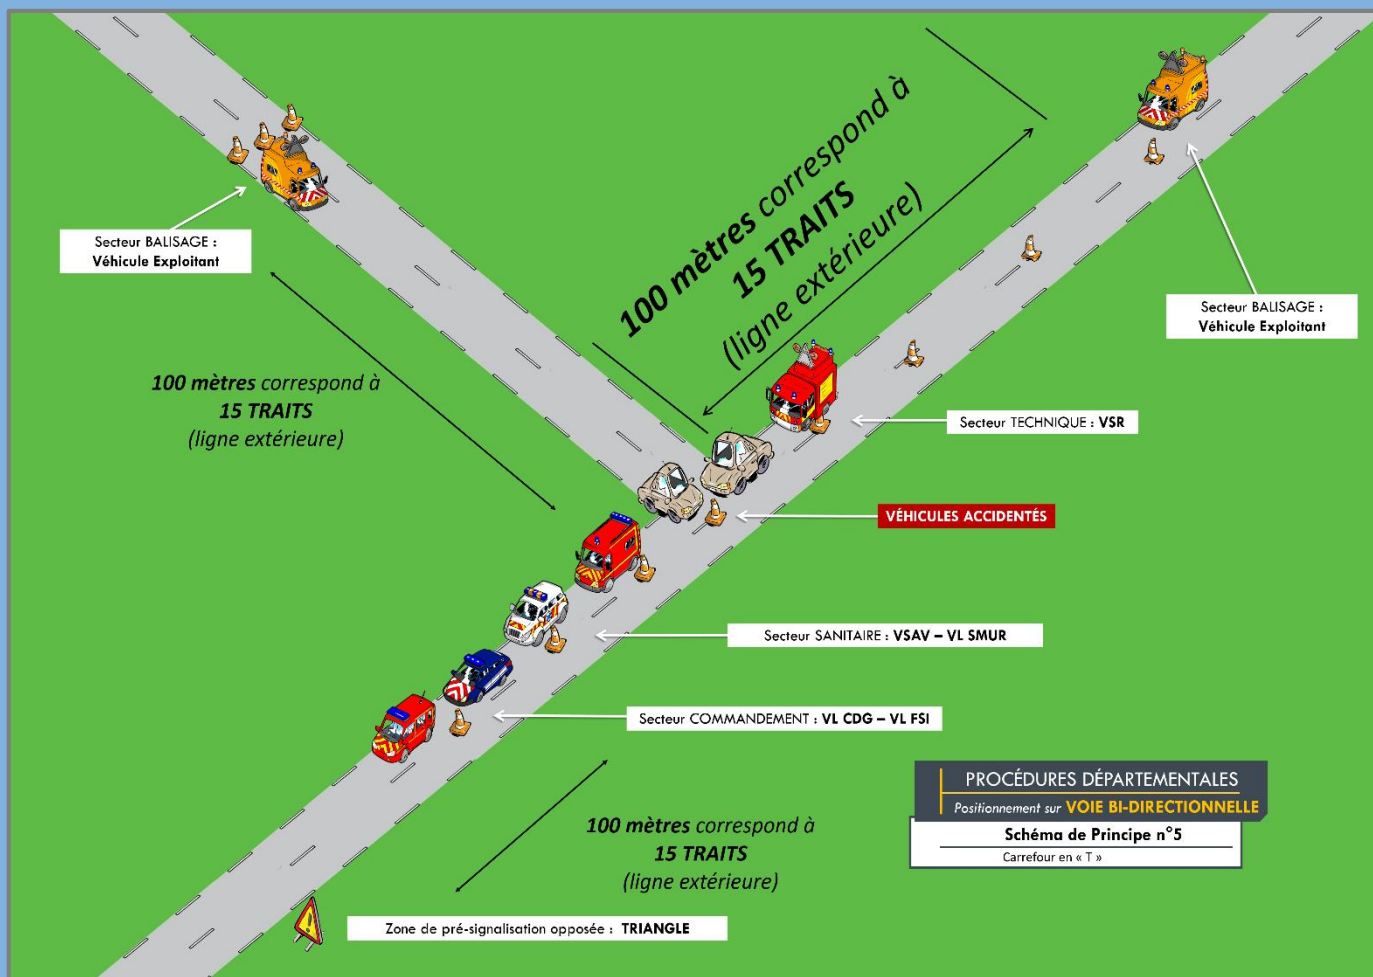 100 mètres correspond à
15 TRAITS
(ligne extérieure)
Secteur BALISAGE :
Véhicule Exploitant
Secteur BALISAGE :
Véhicule Exploitant
100 mètres correspond à
15 TRAITS
(ligne extérieure)
Secteur TECHNIQUE : VSR
VÉHICULES ACCIDENTÉS
Secteur SANITAIRE : VSAV – VL SMUR
Secteur COMMANDEMENT : VL CDG – VL FSI
PROCÉDURES DÉPARTEMENTALES
Positionnement sur VOIE BI-DIRECTIONNELLE
Schéma de Principe n°5
Carrefour en « T »
100 mètres correspond à
15 TRAITS
(ligne extérieure)
Zone de pré-signalisation opposée : TRIANGLE